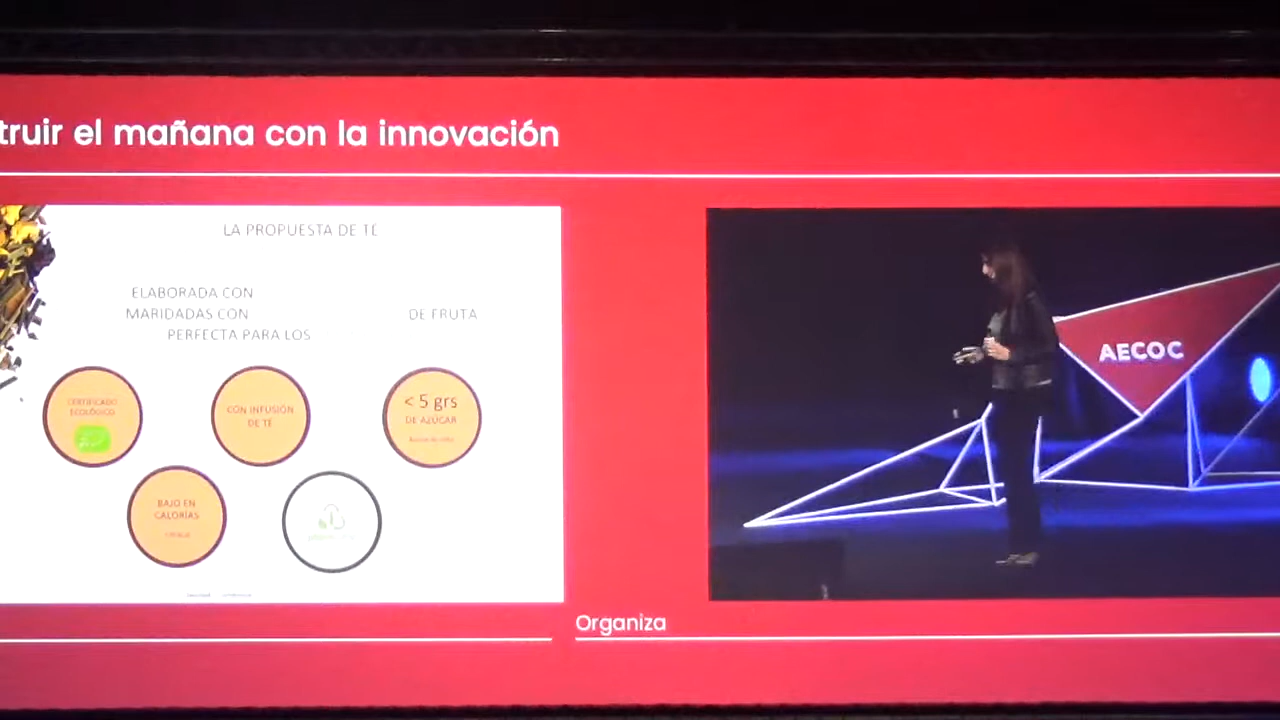 truir el mañana con la innovación
LA PROPUESTA DE TÉ
ELABORADA CON
MARIDADAS CON DE FRUTA
PERFECTA PARA LOS
CERTIFICADO
ECOLÓGICO
CON INFUSIÓN
DE TÉ
< 5 grs
DE AZÚCAR
BAJO EN
CALORÍAS
AECOC
Organiza